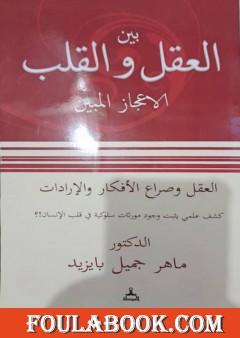 بين
العقل و القلب
الاعجاز المبين
العقل وصراع الأفكار والإرادات
كشف علمي يثبت وجود مورثات سلوكية في قلب الإنسان؟؟
الدكتور
ماهر جميل بايزيد
FOULABOOK.COM